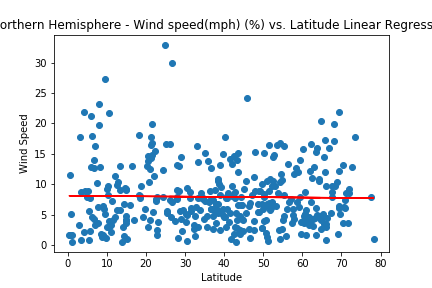 orthern Hemisphere - Wind speed(mph) (%) vs. Latitude Linear Regress
30
25
20
15
10
5
0
Wind Speed
0 10 20 30 40 50 60 70 80
Latitude